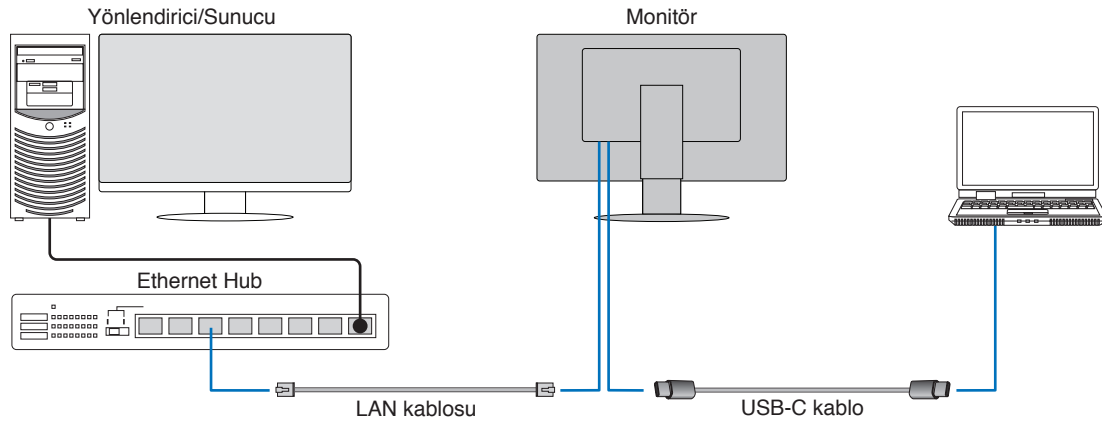 Yönlendirici/Sunucu
Monitör
Ethernet Hub
LAN kablosu
USB-C kablo